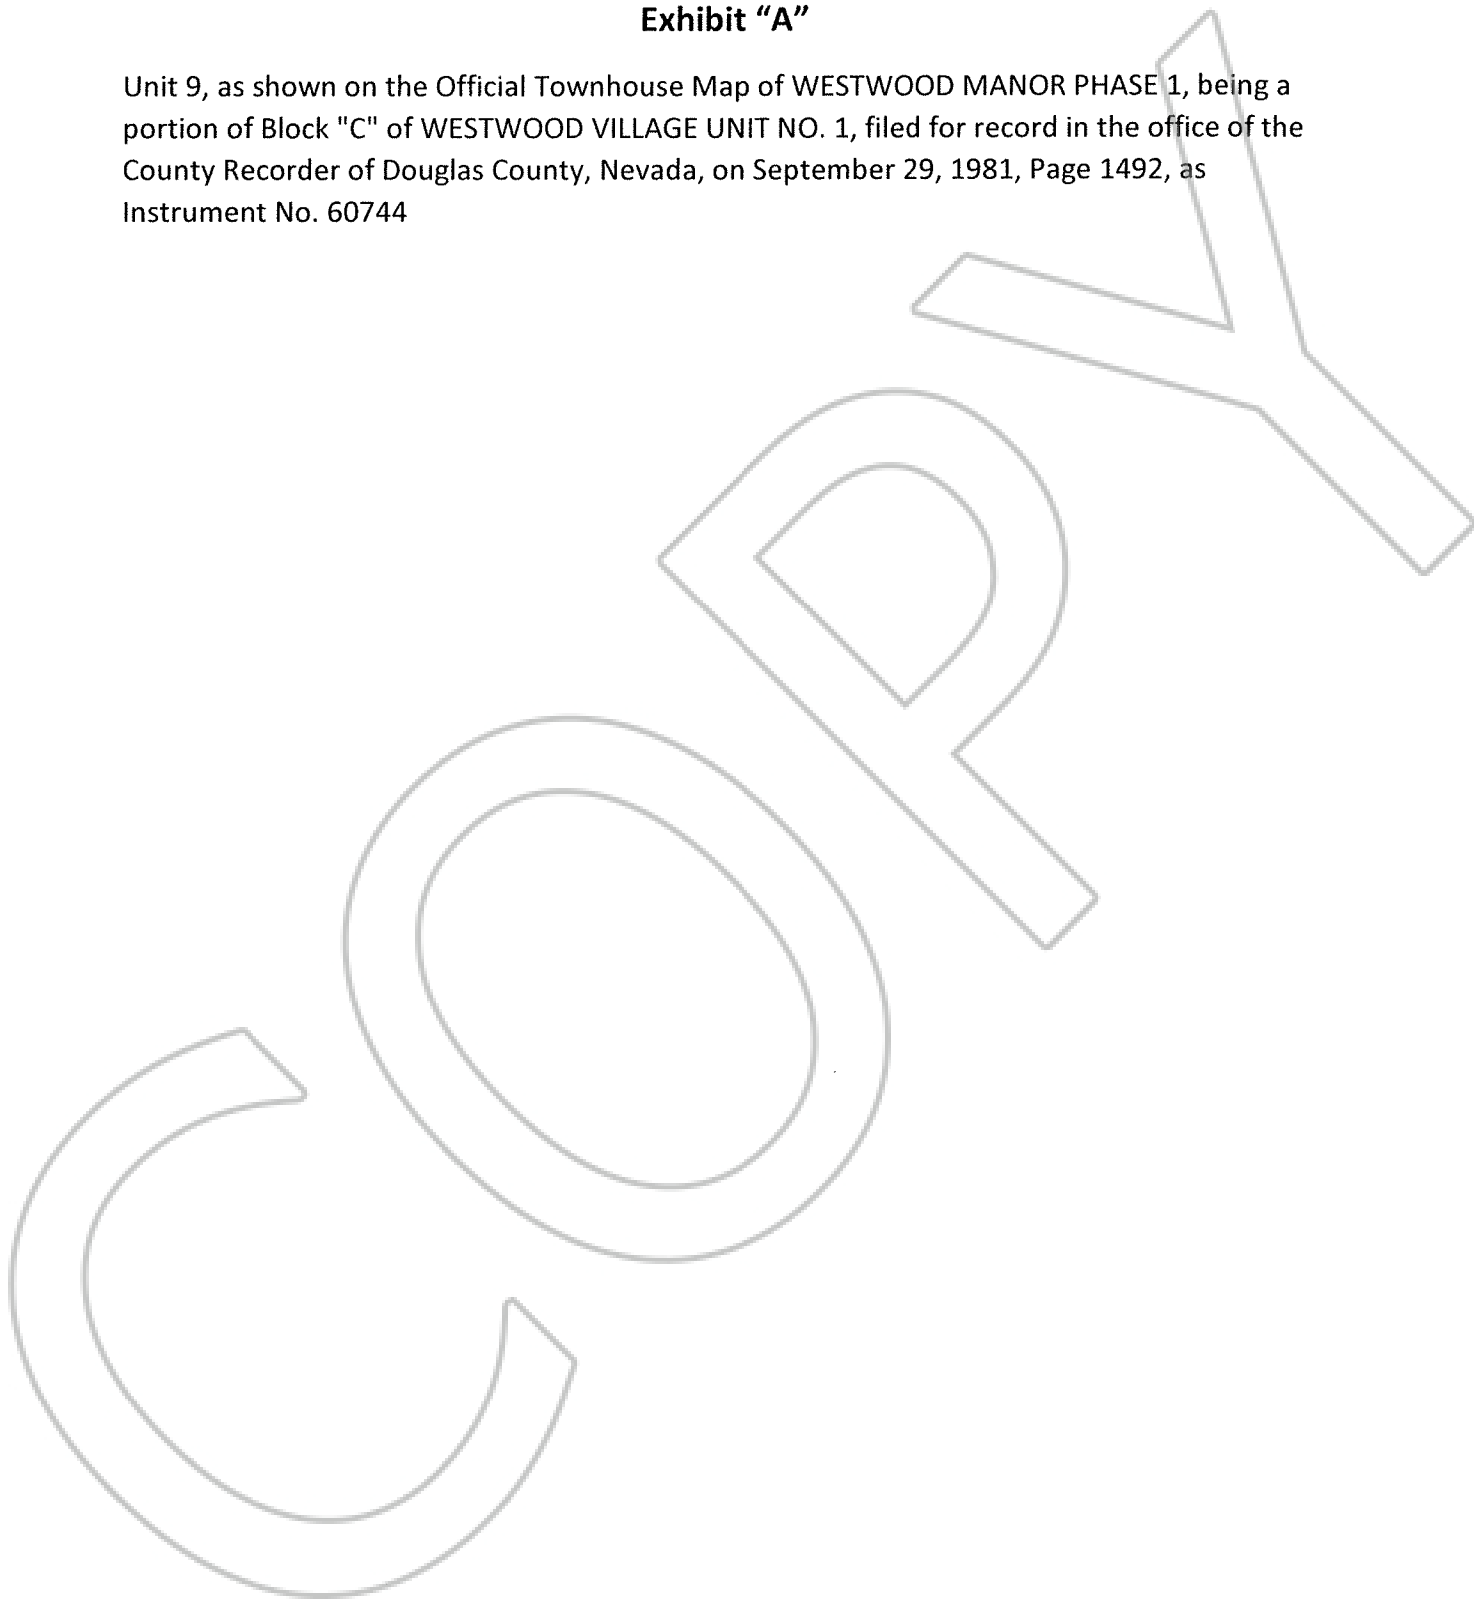 Exhibit “A”
Unit 9, as shown on the Official Townhouse Map of WESTWOOD MANOR PHASE 1, being a
portion of Block "C" of WESTWOOD VILLAGE UNIT NO. 1, filed for record in the office of the
County Recorder of Douglas County, Nevada, on September 29, 1981, Page 1492, as
Instrument No. 60744
COPY